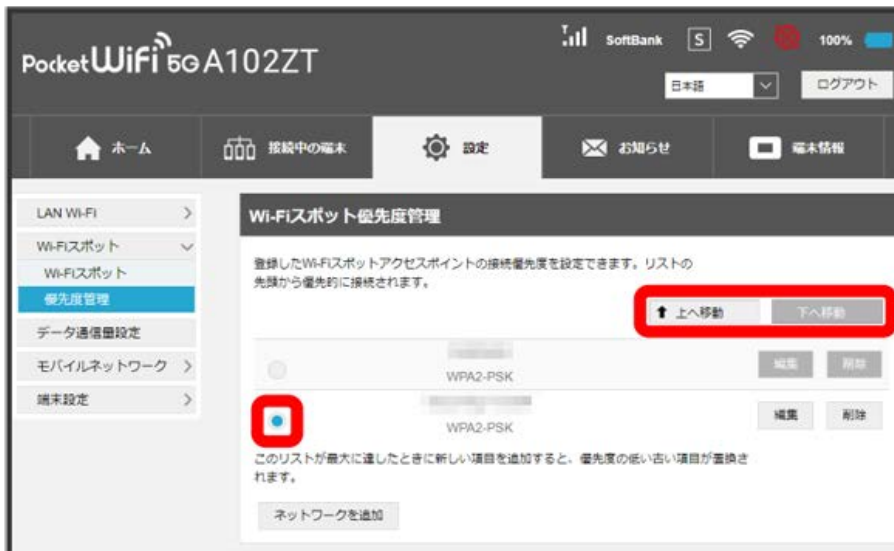 Pocket WiFi 5G A102ZT
SoftBank S 100%
日本語 ログアウト
ホーム 接続中の端末 設定 お知らせ 端末情報
LAN Wi-Fi
Wi-Fiスポット
Wi-Fiスポット
優先度管理
データ通信量設定
モバイルネットワーク
端末設定
Wi-Fiスポット優先度管理
登録したWi-Fiスポットアクセスポイントの接続優先度を設定できます。リストの
先頭から優先的に接続されます。
上へ移動 下へ移動
WPA2-PSK 編集 削除
WPA2-PSK 編集 削除
このリストが最大に達したときに新しい項目を追加すると、優先度の低い古い項目が置換さ
れます。
ネットワークを追加